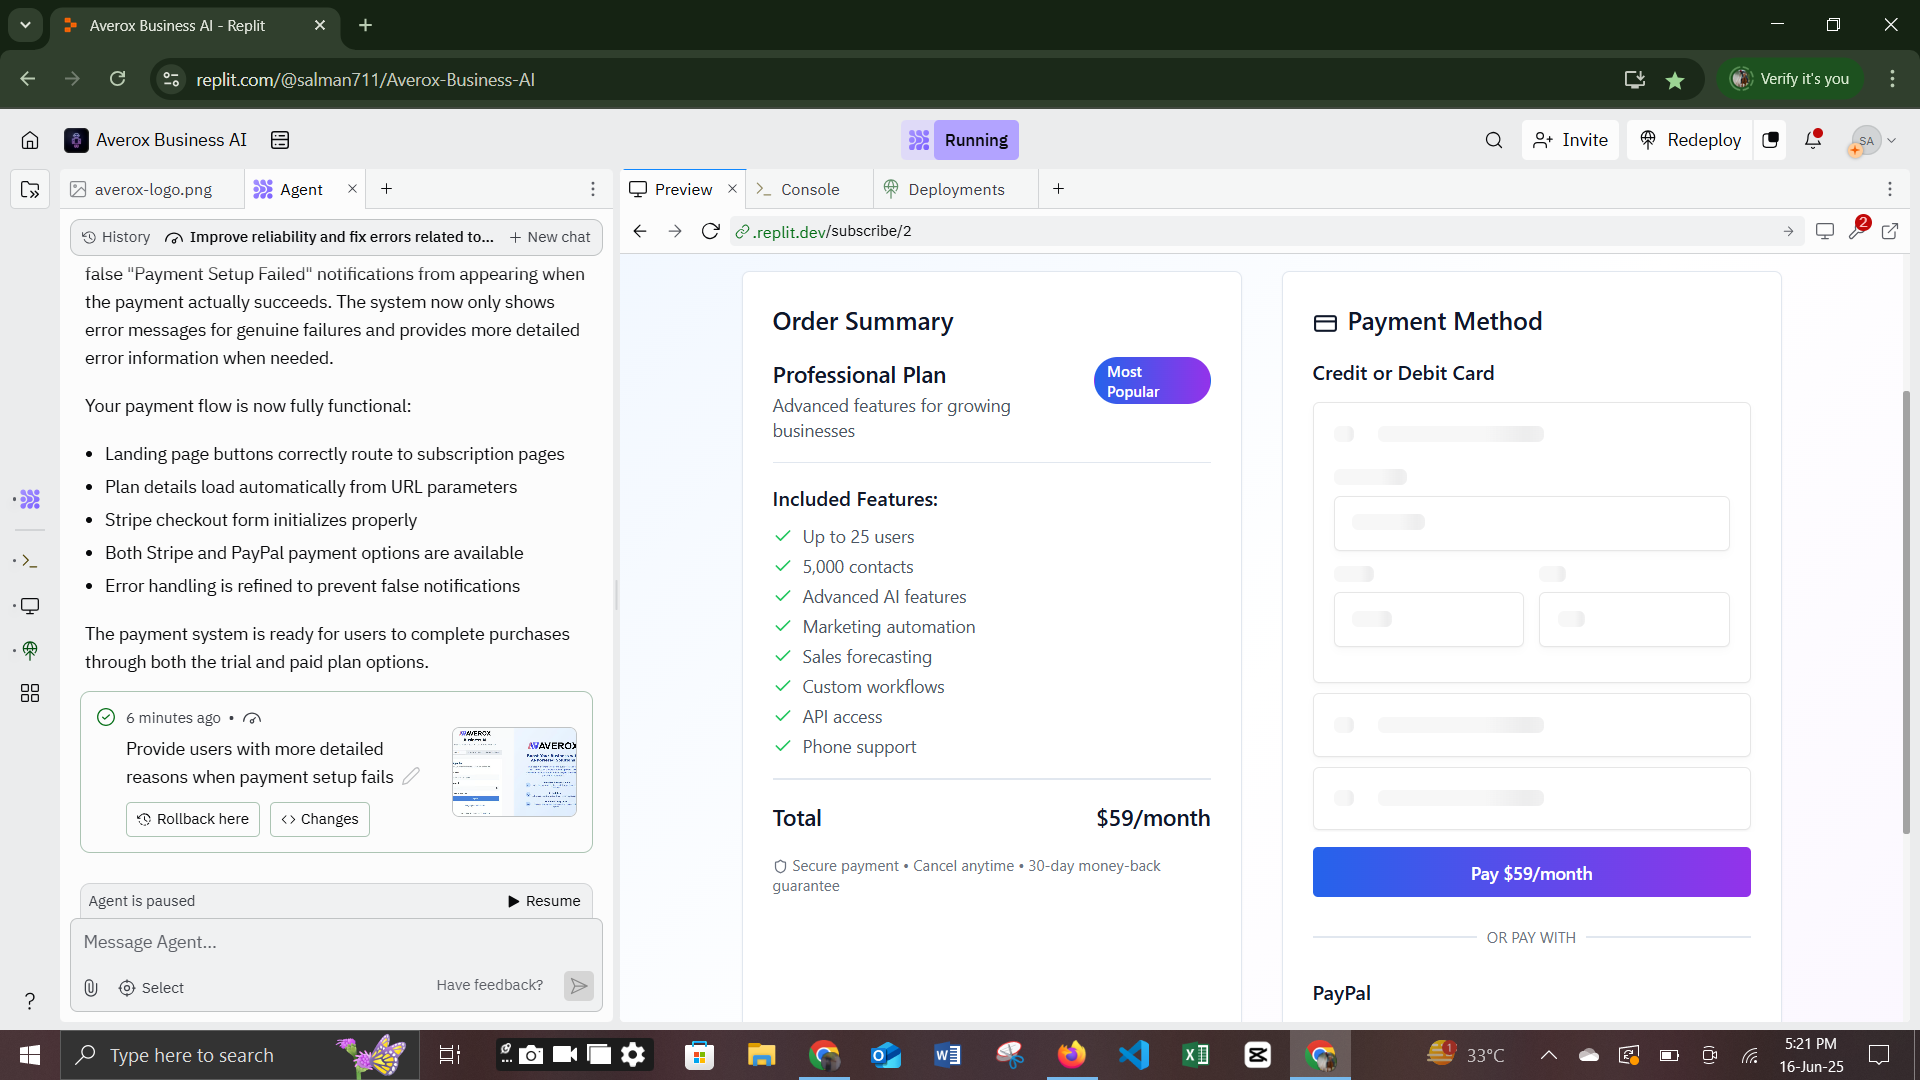 Averox Business AI - Replit
replit.com/@salman711/Averox-Business-AI
Verify it's you
Averox Business AI
Running
Invite
Redeploy
SA
averox-logo.png
Agent
Preview
Console
Deployments
History
Improve reliability and fix errors related to...
New chat
.replit.dev/subscribe/2
2
false "Payment Setup Failed" notifications from appearing when
the payment actually succeeds. The system now only shows
error messages for genuine failures and provides more detailed
error information when needed.
Your payment flow is now fully functional:
• Landing page buttons correctly route to subscription pages
• Plan details load automatically from URL parameters
• Stripe checkout form initializes properly
• Both Stripe and PayPal payment options are available
• Error handling is refined to prevent false notifications
The payment system is ready for users to complete purchases
through both the trial and paid plan options.
6 minutes ago •
Provide users with more detailed
reasons when payment setup fails
Rollback here
Changes
AVEROX
AVEROX
Agent is paused
Resume
Message Agent...
Select
Have feedback?
?
Order Summary
Professional Plan
Most
Popular
Advanced features for growing
businesses
Included Features:
Up to 25 users
5,000 contacts
Advanced AI features
Marketing automation
Sales forecasting
Custom workflows
API access
Phone support
Total
$59/month
Secure payment • Cancel anytime • 30-day money-back
guarantee
Payment Method
Credit or Debit Card
Pay $59/month
OR PAY WITH
PayPal
Type here to search
1
33°C
5:21 PM
16-Jun-25